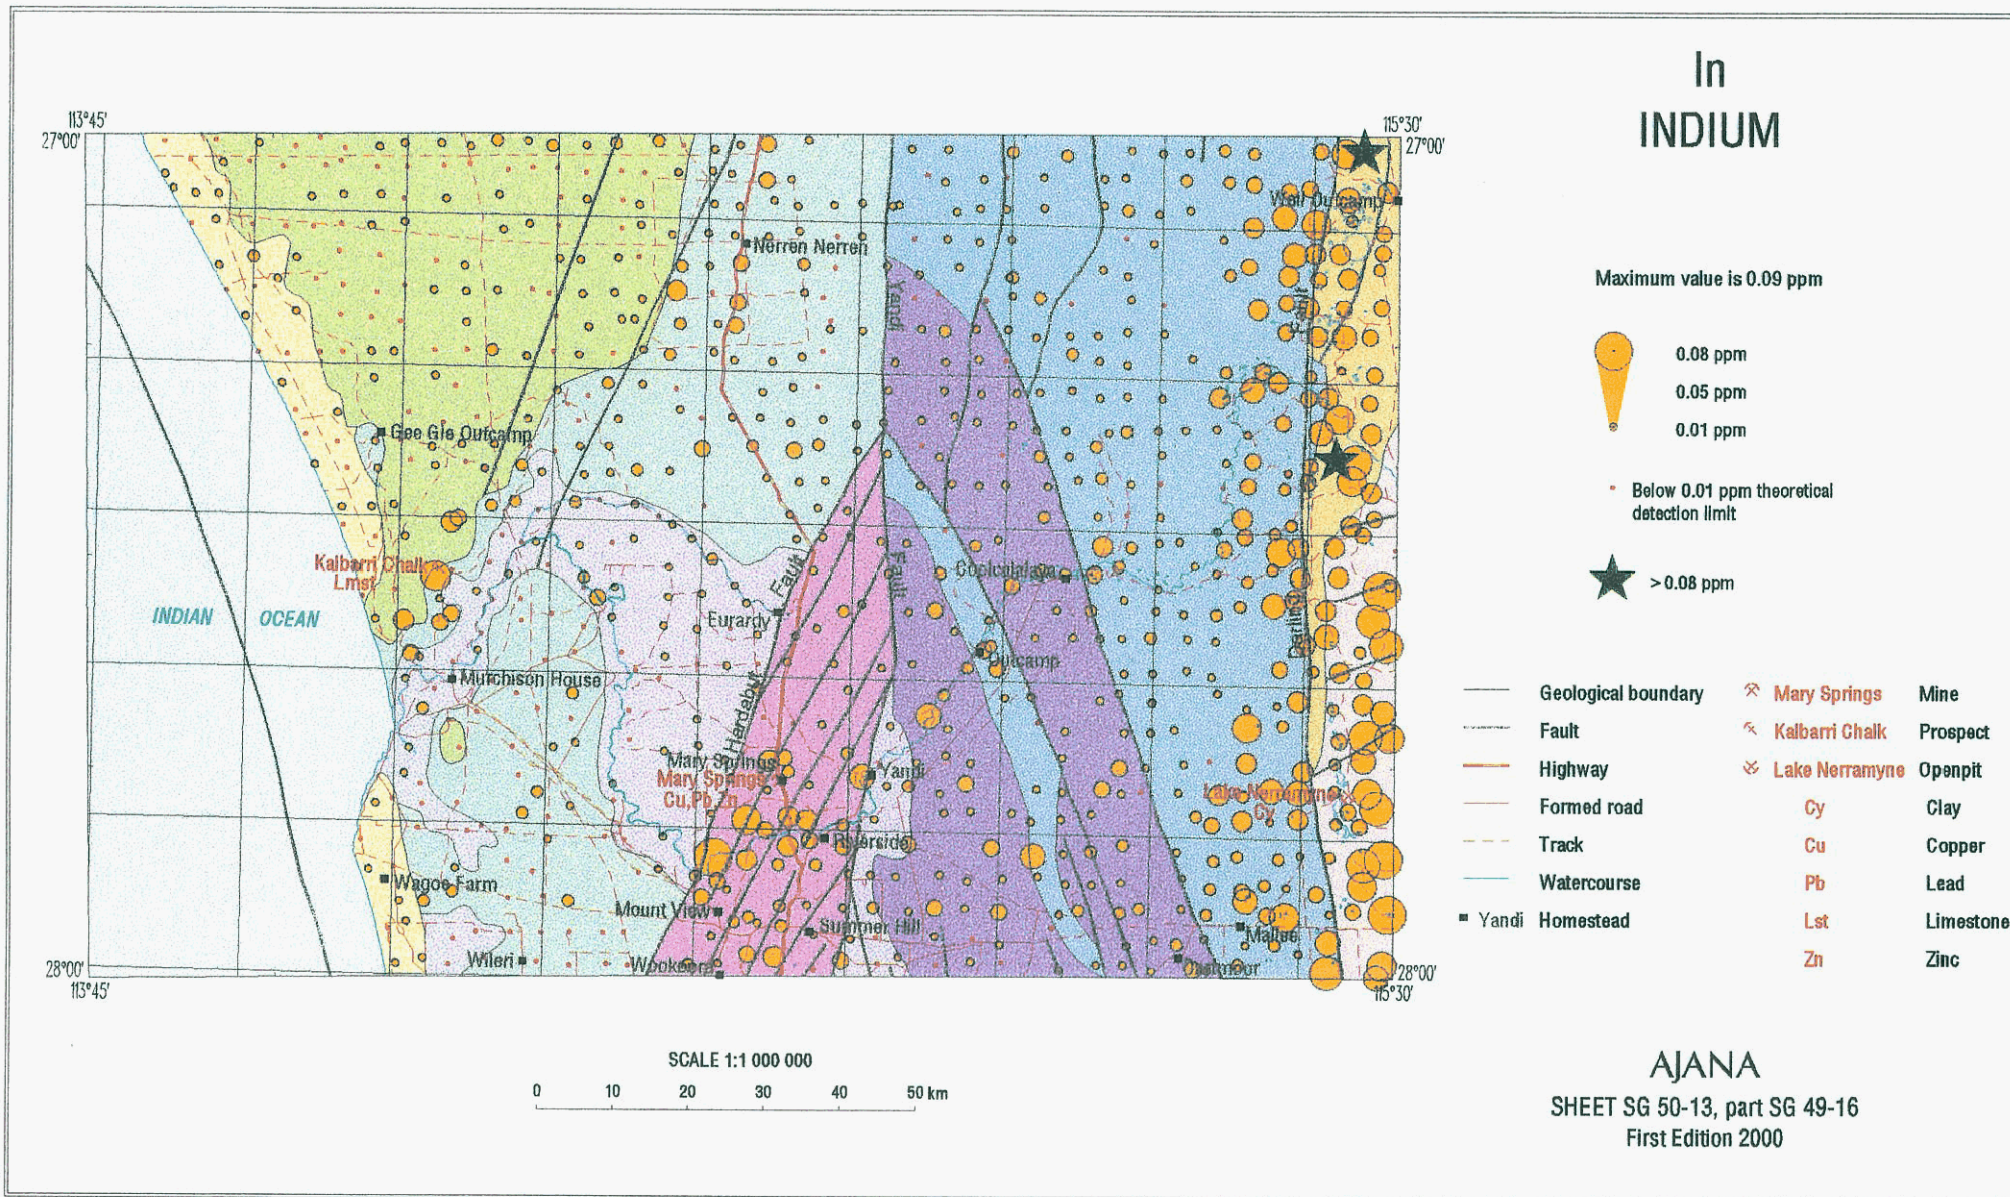 In
INDIUM
113°45'
27°00'
115°30'
27°00'
Wall Outcamp
Nerren Nerren
Yandi
Fault
Gee Gie Outcamp
Kalbarri Chalk
Lmst
INDIAN OCEAN
Fault
Fault
Coolcalalaya
Eurardy
Darling
Outcamp
Murchison House
Hardabut
Mary Springs
Mary Springs
Cu,Pb,Zn
Yandi
Lake Nerramyne
Cy
Riverside
Wagoe Farm
Mount View
Summer Hill
Mallee
Wileri
Wookoora
28°00'
113°45'
28°00'
115°30'
Maximum value is 0.09 ppm
0.08 ppm
0.05 ppm
0.01 ppm
Below 0.01 ppm theoretical
detection limit
> 0.08 ppm
Geological boundary
Fault
Highway
Formed road
Track
Watercourse
Yandi Homestead
Mary Springs Mine
Kalbarri Chalk Prospect
Lake Nerramyne Openpit
Cy Clay
Cu Copper
Pb Lead
Lst Limestone
Zn Zinc
SCALE 1:1 000 000
0 10 20 30 40 50 km
AJANA
SHEET SG 50-13, part SG 49-16
First Edition 2000